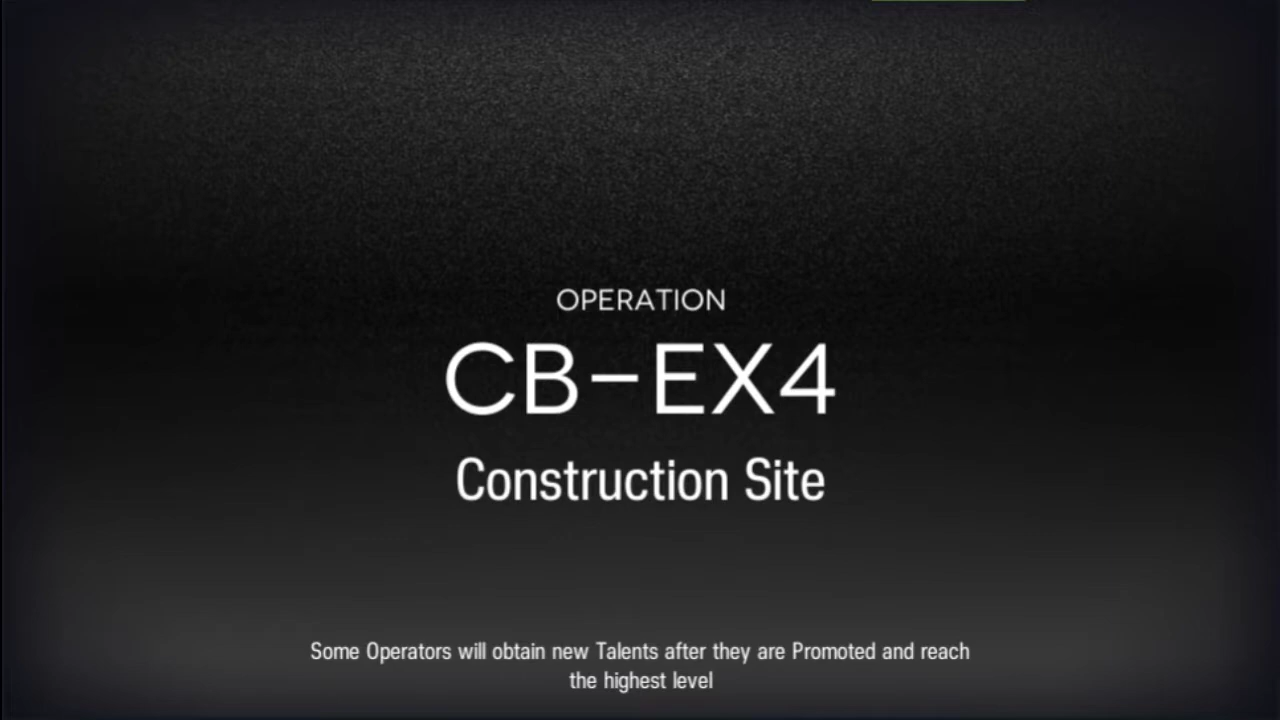 OPERATION
CB-EX4
Construction Site
Some Operators will obtain new Talents after they are Promoted and reach
the highest level